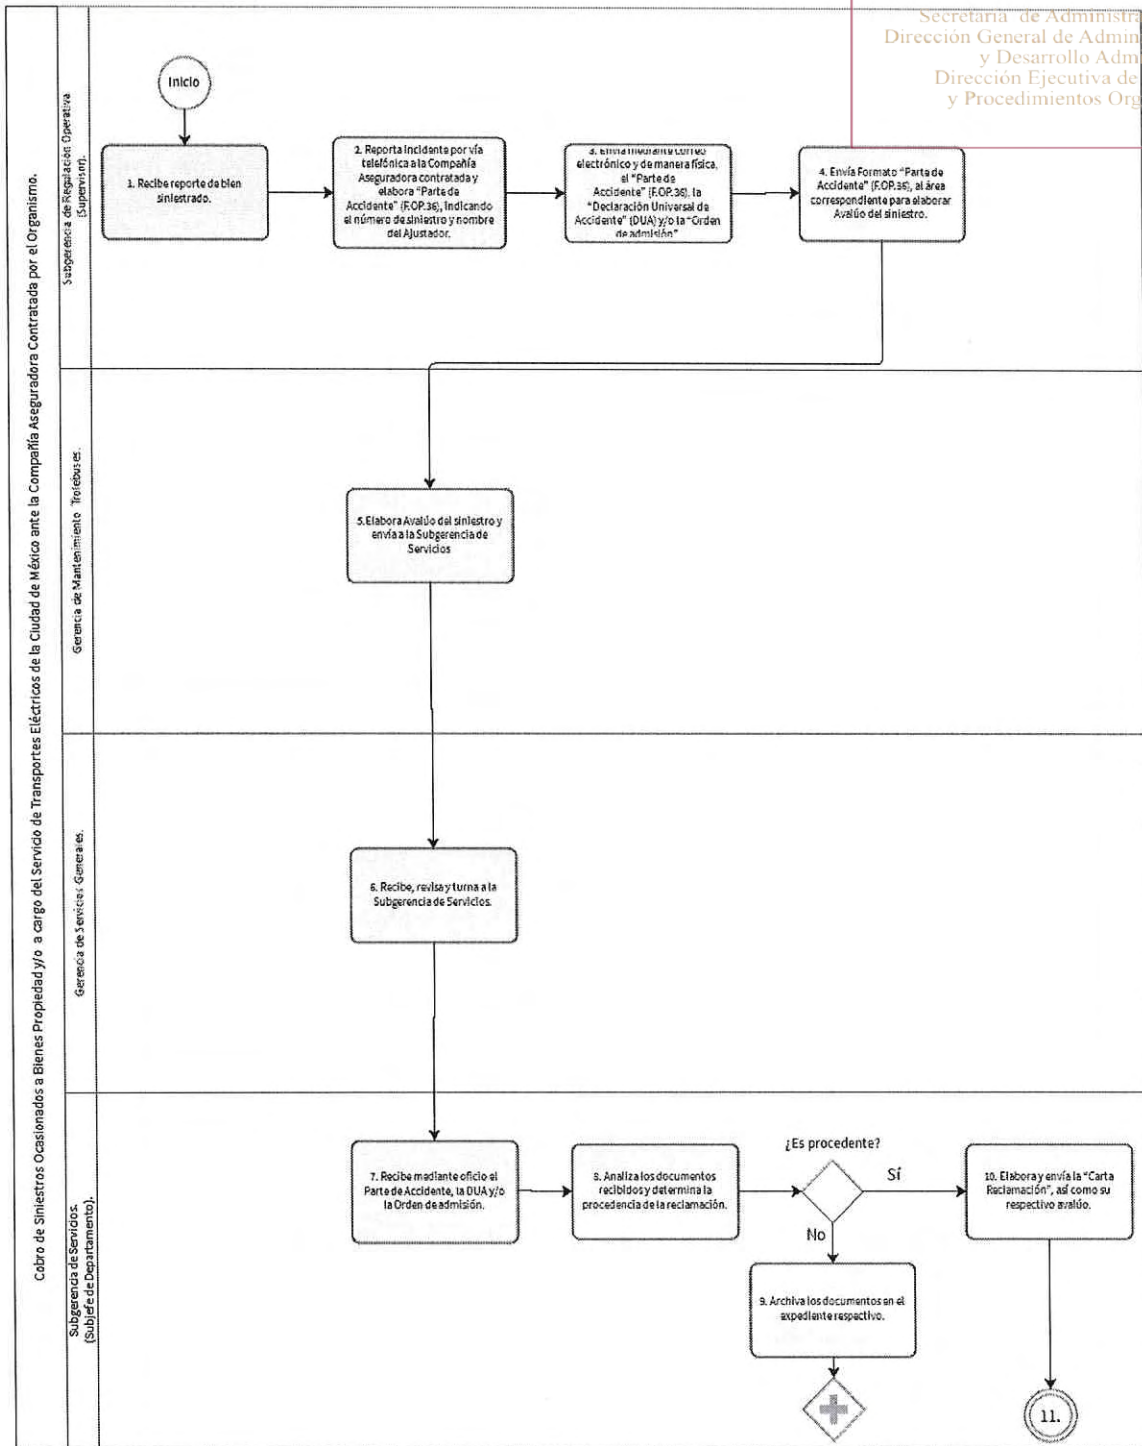 Secretaría de Administra
Dirección General de Admin
y Desarrollo Adm
Dirección Ejecutiva de
y Procedimientos Org
Cobro de Siniestros Ocasionados a Bienes Propiedad y/o a cargo del Servicio de Transportes Eléctricos de la Ciudad de México ante la Compañía Aseguradora Contratada por el Organismo.
Subgerencia de Regulación Operativa
(Supervisor).
Inicio
1. Recibe reporte de bien
siniestrado.
2. Reporta Incidente por vía
telefónica a la Compañía
Aseguradora contratada y
elabora "Parte de
Accidente" (F.OP.36), indicando
el número de siniestro y nombre
del Ajustador.
3. Envía mediante correo
electrónico y de manera física,
el "Parte de
Accidente" (F.OP.36), la
"Declaración Universal de
Accidente" (DUA) y/o la "Orden
de admisión"
4. Envía Formato "Parte de
Accidente" (F.OP.36), al área
correspondiente para elaborar
Avalúo del siniestro.
Gerencia de Mantenimiento Trolebuses.
5.Elabora Avalúo del siniestro y
envía a la Subgerencia de
Servicios
Gerencia de Servicios Generales.
6. Recibe, revisa y turna a la
Subgerencia de Servicios.
Subgerencia de Servicios.
(Subjefe de Departamento).
7. Recibe mediante oficio el
Parte de Accidente, la DUA y/o
la Orden de admisión.
8. Analiza los documentos
recibidos y determina la
procedencia de la reclamación.
¿Es procedente?
Sí
No
10. Elabora y envía la "Carta
Reclamación", así como su
respectivo avalúo.
9. Archiva los documentos en el
expediente respectivo.
11.